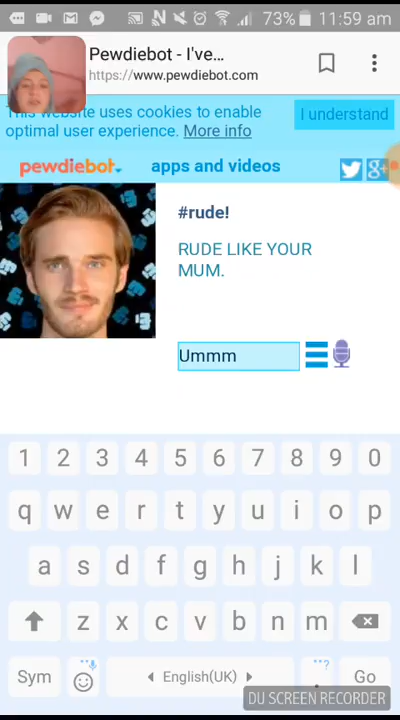 73% 11:59 am
Pewdiebot - I've...
https://www.pewdiebot.com
This website uses cookies to enable
optimal user experience. More info
I understand
pewdiebot
apps and videos
g+
#rude!
RUDE LIKE YOUR
MUM.
Ummm
1 2 3 4 5 6 7 8 9 0
q w e r t y u i o p
a s d f g h j k l
z x c v b n m
Sym
English(UK)
,,?
.
Go
DU SCREEN RECORDER